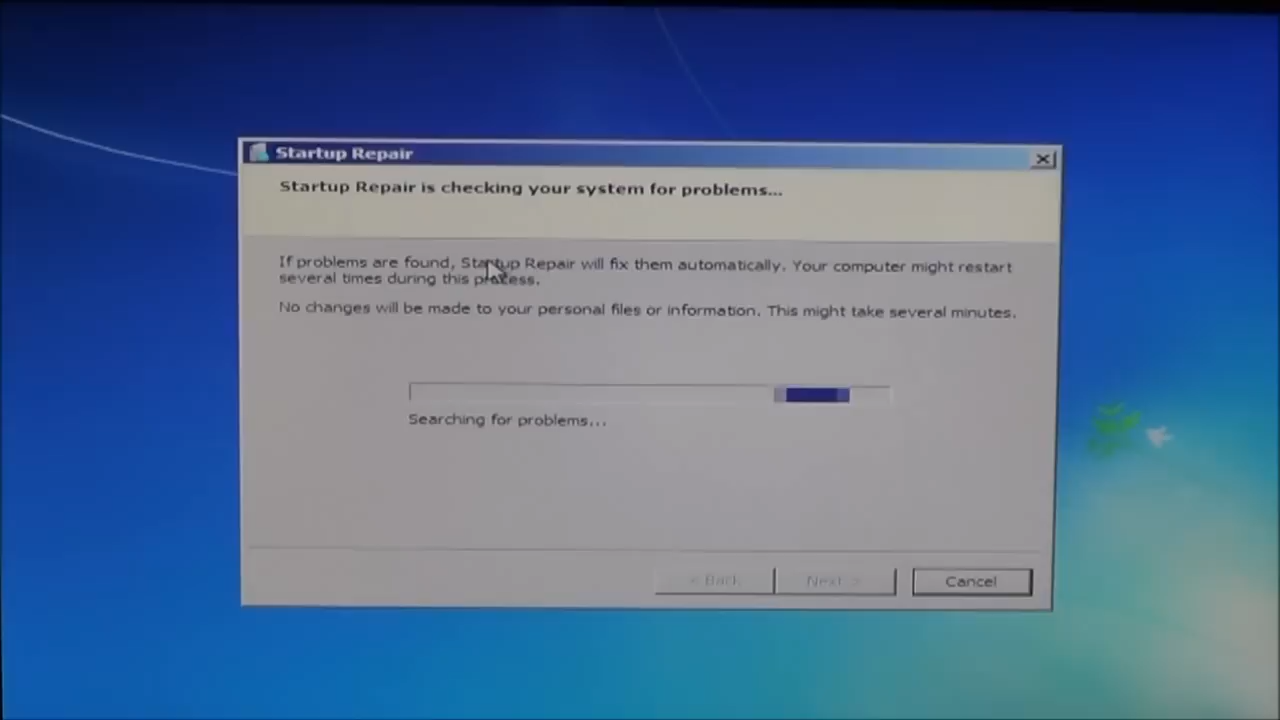 Startup Repair
Startup Repair is checking your system for problems...
If problems are found, Startup Repair will fix them automatically. Your computer might restart
several times during this process.
No changes will be made to your personal files or information. This might take several minutes.
Searching for problems...
< Back Next > Cancel